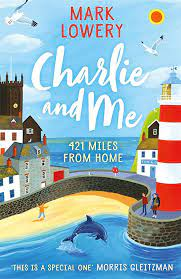 MARK
LOWERY
Charlie
and Me
421 MILES
FROM HOME
'THIS IS A SPECIAL ONE' MORRIS GLEITZMAN